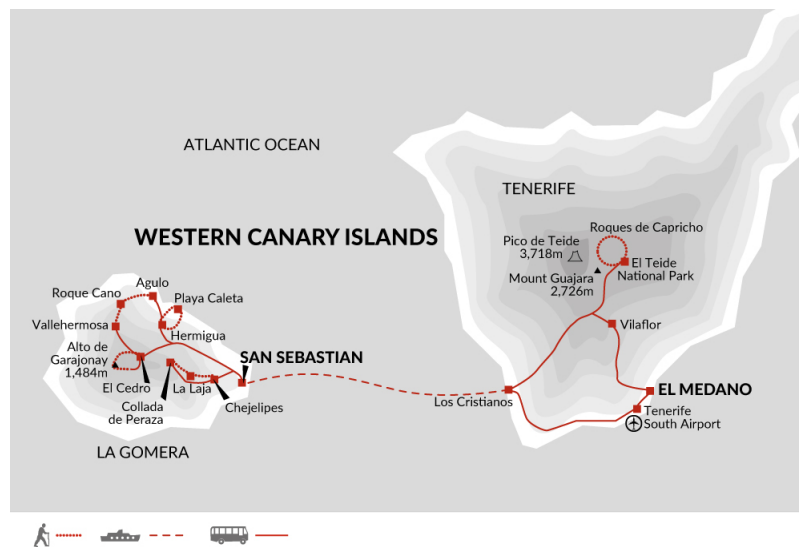 ATLANTIC OCEAN
TENERIFE
WESTERN CANARY ISLANDS
Roques de Capricho
Pico de Teide
3,718m
El Teide
National Park
Mount Guajara
2,726m
Agulo
Roque Cano
Playa Caleta
Vallehermosa
Hermigua
Vilaflor
Alto de
Garajonay
1,484m
SAN SEBASTIAN
El Cedro
La Laja
Chejelipes
Collada
de Peraza
Los Cristianos
EL MEDANO
Tenerife
South Airport
LA GOMERA